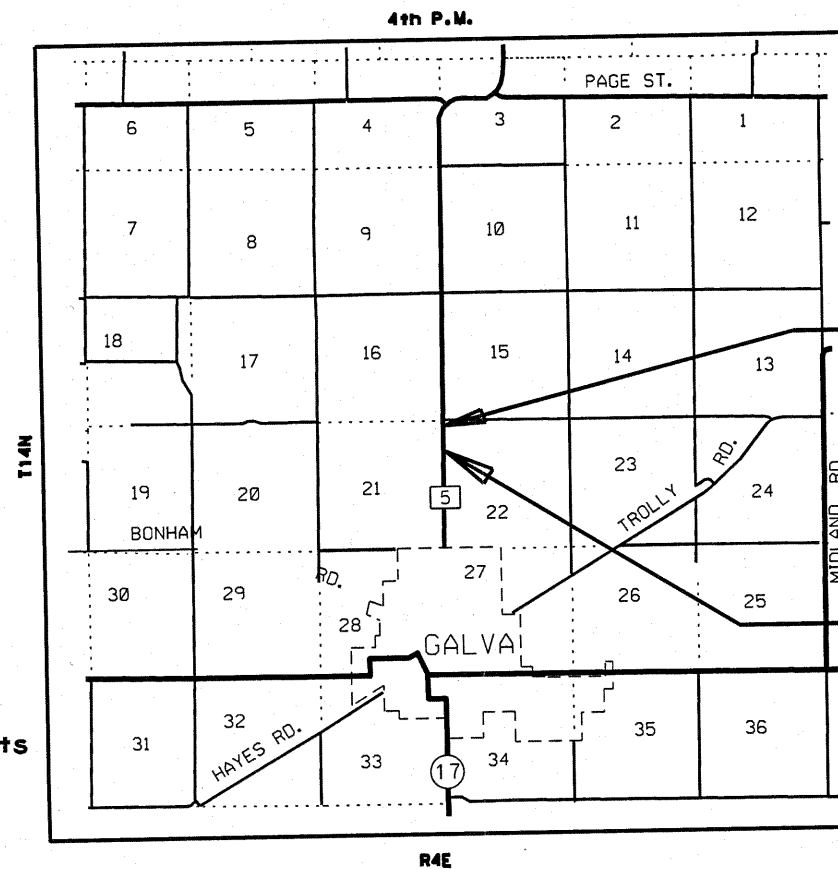 4th P.M.
PAGE ST.
6 5 4 3 2 1
7 8 9 10 11 12
18 17 16 15 14 13
T14N
19 20 21 22 23 24
5
TROLLY RD.
MIDLAND RD
BONHAM RD.
30 29 28 27 26 25
GALVA
31 32 33 34 35 36
HAYES RD.
17
ts
R4E